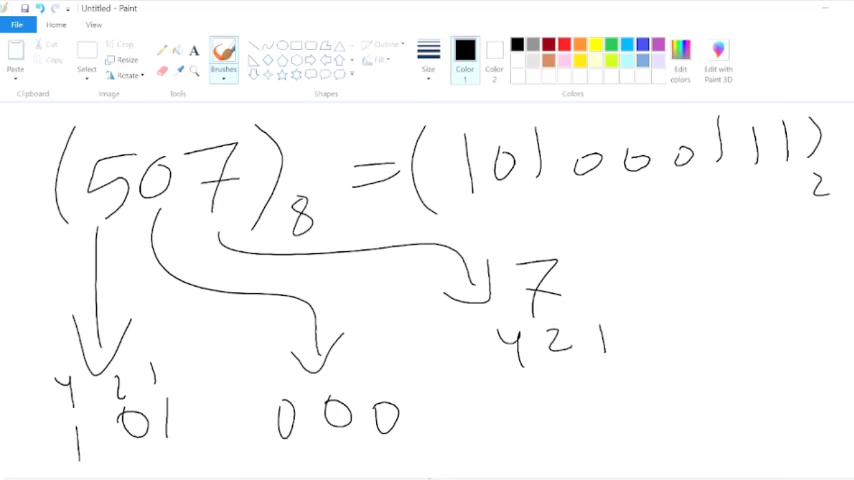 Untitled - Paint
File Home View
Paste Cut Copy Select Crop Resize Rotate A Brushes Outline Fill Size Color 1 Color 2 Edit colors Edit with Paint 3D
Clipboard Image Tools Shapes Colors
(507)8 = (101000111)2
7
4 2 1
4 2 1
1 0 1 0 0 0